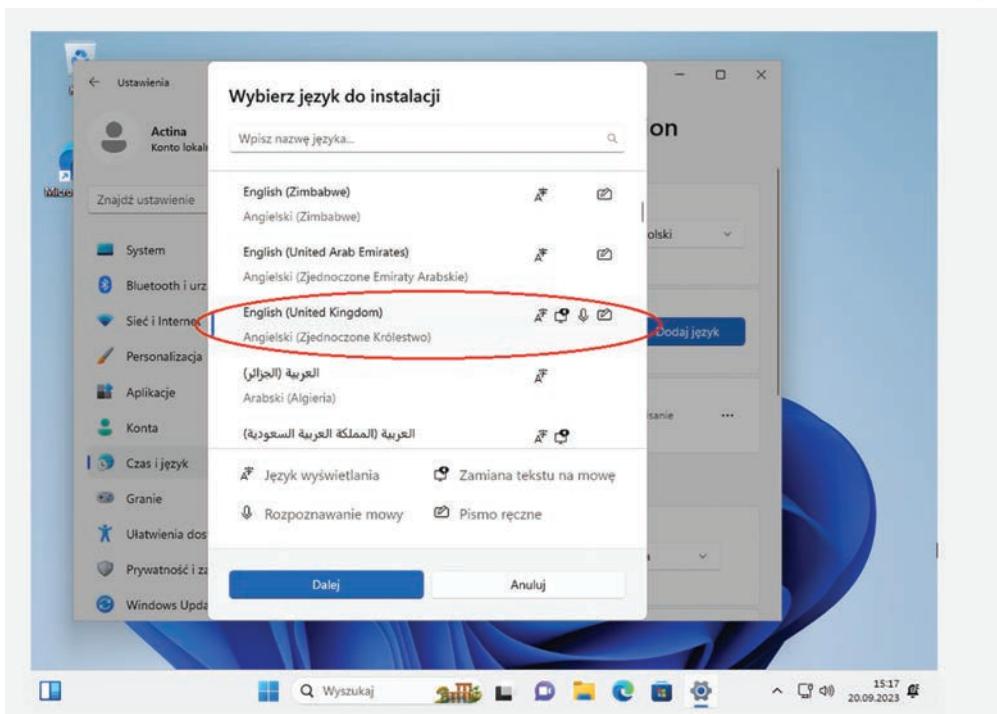 Ustawienia
Wybierz język do instalacji
on
Actina
Konto lokaln
Wpisz nazwę języka...
Znajdź ustawienie
English (Zimbabwe)
Angielski (Zimbabwe)
olski
System
English (United Arab Emirates)
Angielski (Zjednoczone Emiraty Arabskie)
Bluetooth i urz
English (United Kingdom)
Angielski (Zjednoczone Królestwo)
Sieć i Internet
Dodaj język
Personalizacja
العربية (الجزائر)
Arabski (Algieria)
Aplikacje
isanie
Konta
العربية (المملكة العربية السعودية)
Czas i język
Język wyświetlania
Zamiana tekstu na mowę
Granie
Rozpoznawanie mowy
Pismo ręczne
Ułatwienia dos
Prywatność i za
Dalej
Anuluj
Windows Upda
Wyszukaj
15:17
20.09.2023